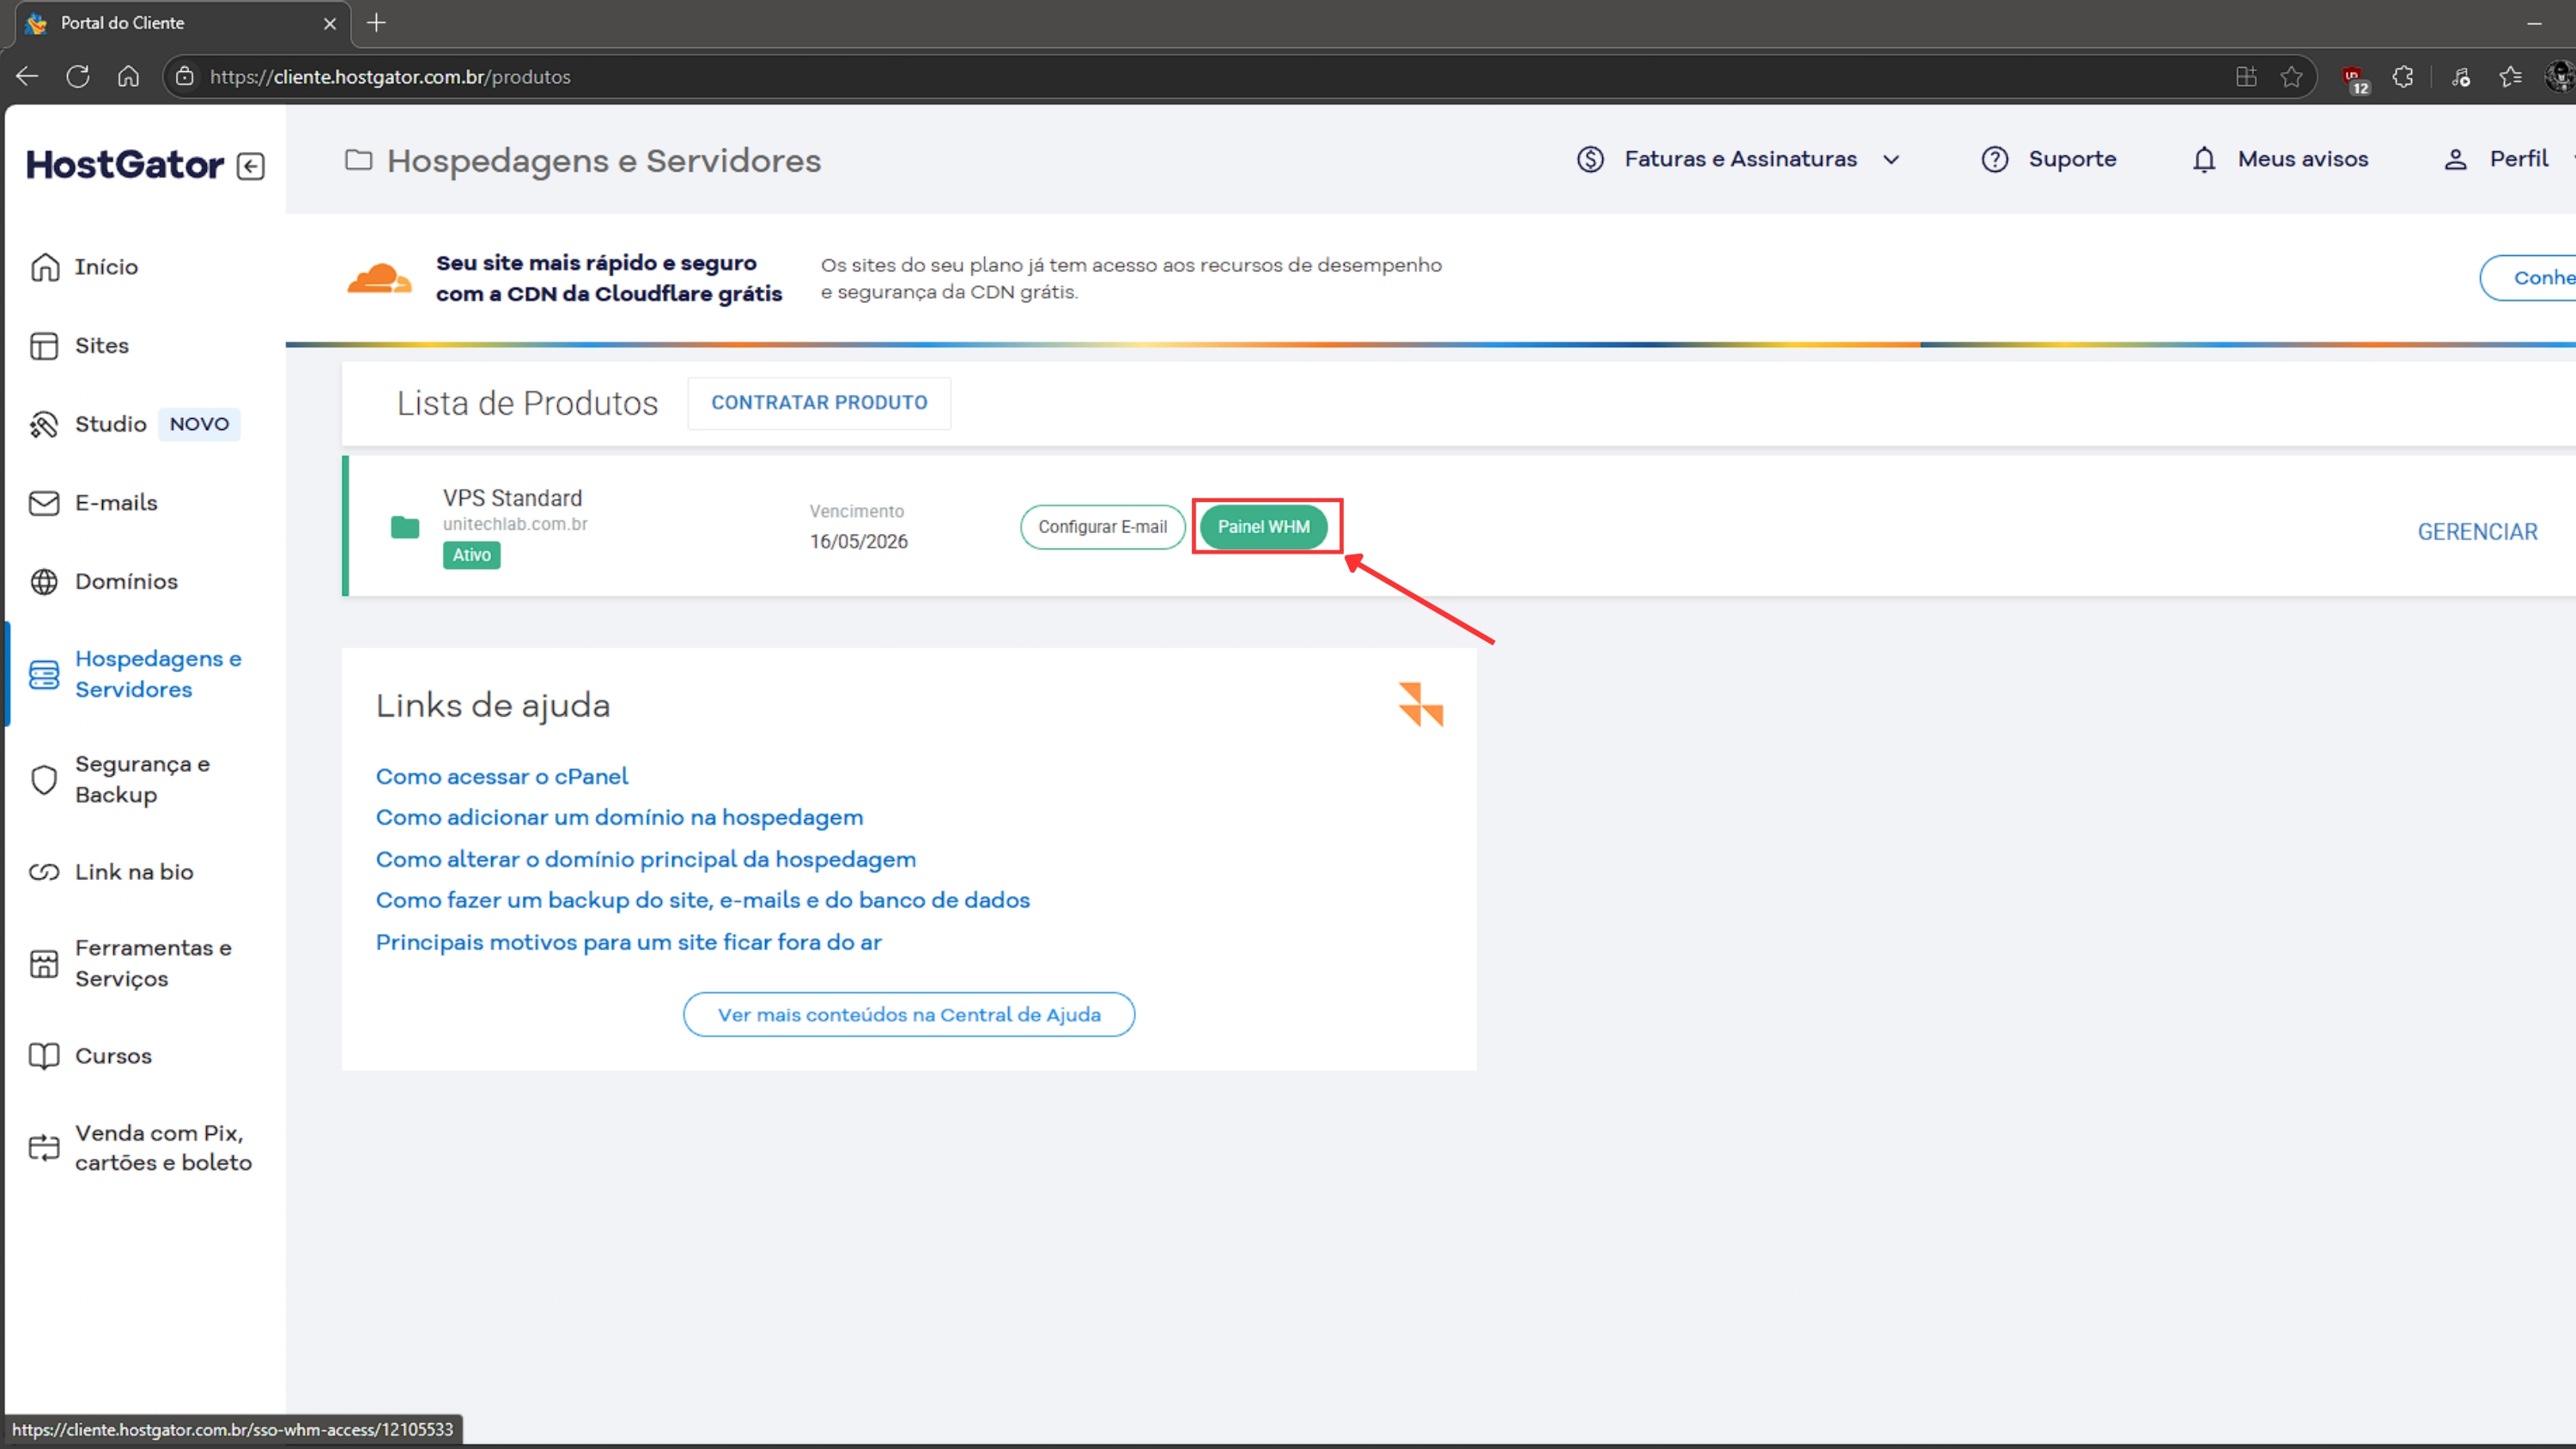 Portal do Cliente
https://cliente.hostgator.com.br/produtos
12
HostGator
Hospedagens e Servidores
Faturas e Assinaturas
Suporte
Meus avisos
Perfil
Início
Sites
Studio NOVO
E-mails
Domínios
Hospedagens e
Servidores
Segurança e
Backup
Link na bio
Ferramentas e
Serviços
Cursos
Venda com Pix,
cartões e boleto
Seu site mais rápido e seguro
com a CDN da Cloudflare grátis
Os sites do seu plano já tem acesso aos recursos de desempenho
e segurança da CDN grátis.
Conhe
Lista de Produtos
CONTRATAR PRODUTO
VPS Standard
unitechlab.com.br
Ativo
Vencimento
16/05/2026
Configurar E-mail
Painel WHM
GERENCIAR
Links de ajuda
Como acessar o cPanel
Como adicionar um domínio na hospedagem
Como alterar o domínio principal da hospedagem
Como fazer um backup do site, e-mails e do banco de dados
Principais motivos para um site ficar fora do ar
Ver mais conteúdos na Central de Ajuda
https://cliente.hostgator.com.br/sso-whm-access/12105533